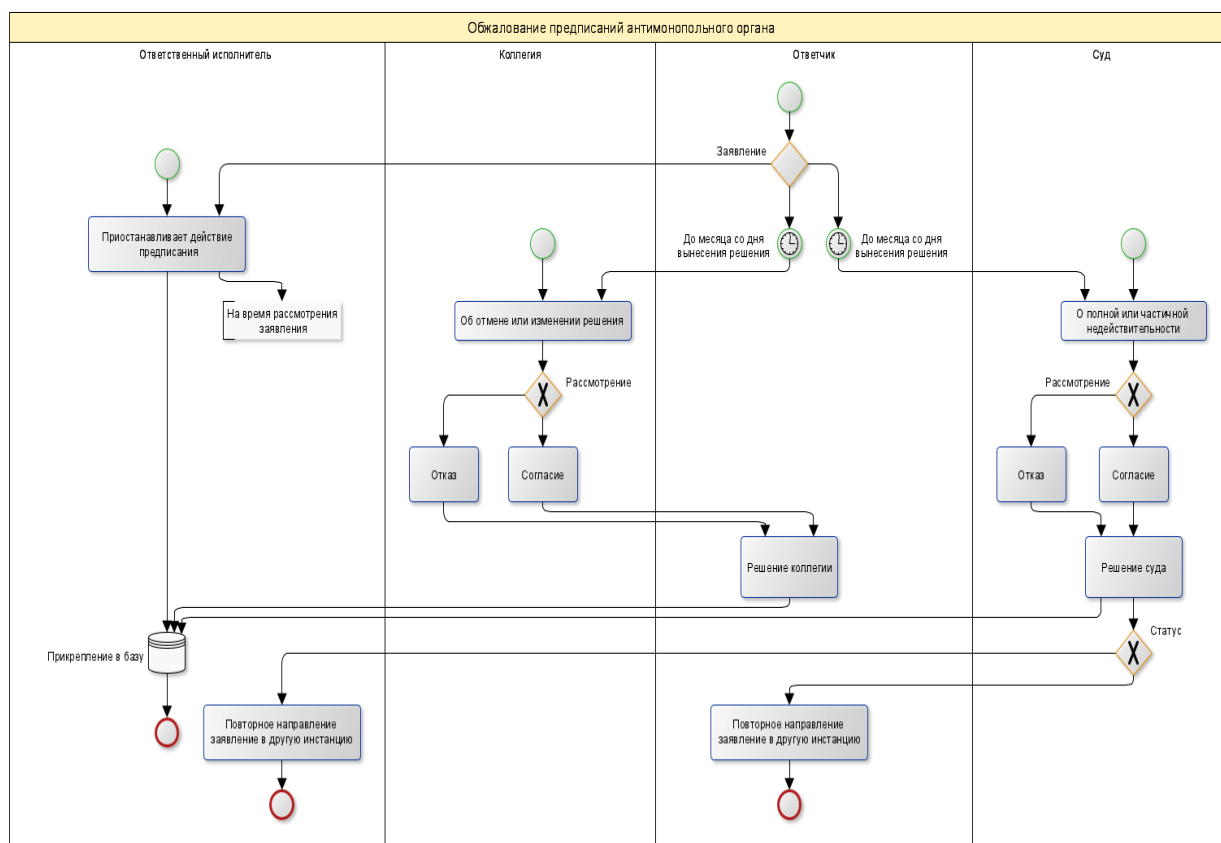 Обжалование предписаний антимонопольного органа
Ответственный исполнитель
Коллегия
Ответчик
Суд
Заявление
Приостанавливает действие
предписания
До месяца со дня
вынесения решения
До месяца со дня
вынесения решения
На время рассмотрения
заявления
Об отмене или изменении решения
О полной или частичной
недействительности
Рассмотрение
Рассмотрение
Отказ
Согласие
Отказ
Согласие
Решение коллегии
Решение суда
Статус
Прикрепление в базу
Повторное направление
заявление в другую инстанцию
Повторное направление
заявление в другую инстанцию